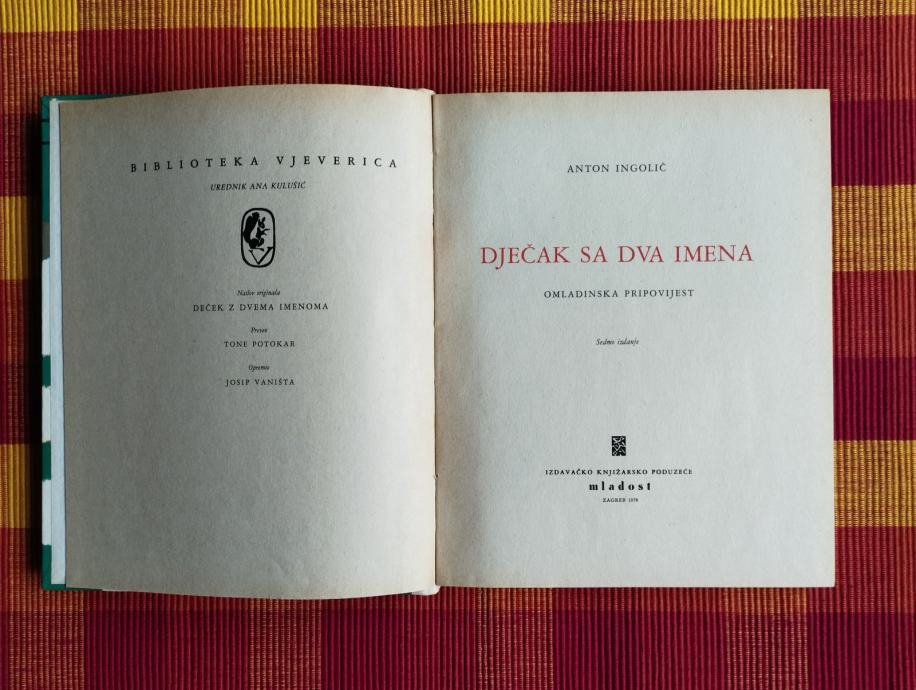 BIBLIOTEKA VJEVERICA
UREDNIK ANA KULUŠIĆ
V
Naslov originala
DEČEK Z DVEMA IMENOMA
Preveo
TONE POTOKAR
Opremio
JOSIP VANIŠTA
ANTON INGOLIČ
DJEČAK SA DVA IMENA
OMLADINSKA PRIPOVIJEST
Sedmo izdanje
IZDAVAČKO KNJIŽARSKO PODUZEĆE
mladost
ZAGREB